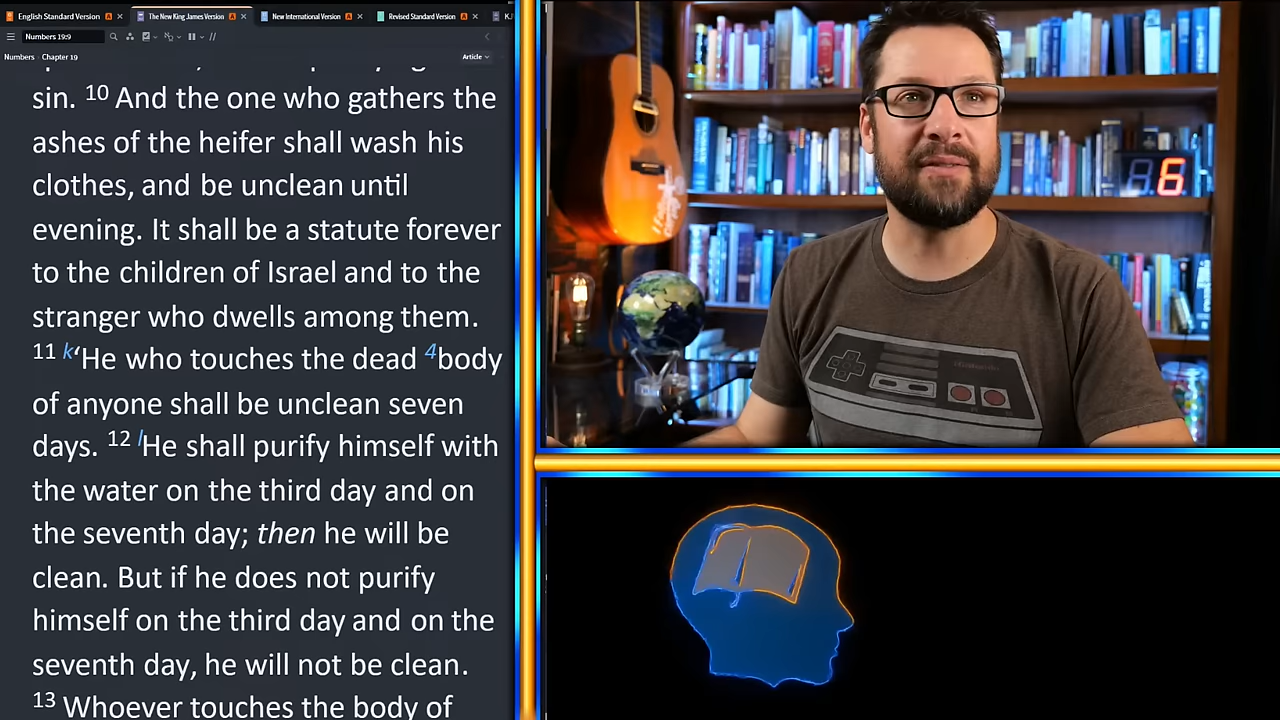 English Standard Version A ×
The New King James Version A ×
New International Version A ×
Revised Standard Version A ×
KJ
Numbers 19:9
Numbers Chapter 19 Article
sin. 10 And the one who gathers the
ashes of the heifer shall wash his
clothes, and be unclean until
evening. It shall be a statute forever
to the children of Israel and to the
stranger who dwells among them.
11 k‘He who touches the dead 4body
of anyone shall be unclean seven
days. 12 lHe shall purify himself with
the water on the third day and on
the seventh day; then he will be
clean. But if he does not purify
himself on the third day and on the
seventh day, he will not be clean.
13 Whoever touches the body of
6
Nintendo